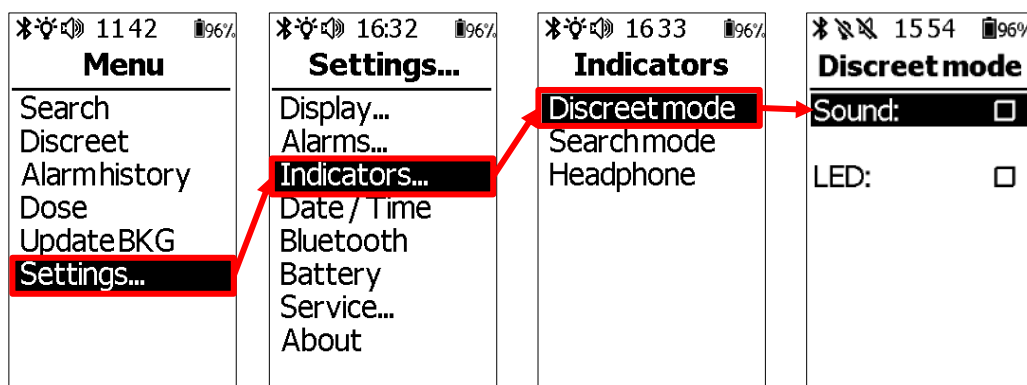 1142 96%
Menu
Search
Discreet
Alarm history
Dose
Update BKG
Settings...
16:32 96%
Settings...
Display...
Alarms...
Indicators...
Date / Time
Bluetooth
Battery
Service...
About
1633 96%
Indicators
Discreet mode
Search mode
Headphone
1554 96%
Discreet mode
Sound:
LED: